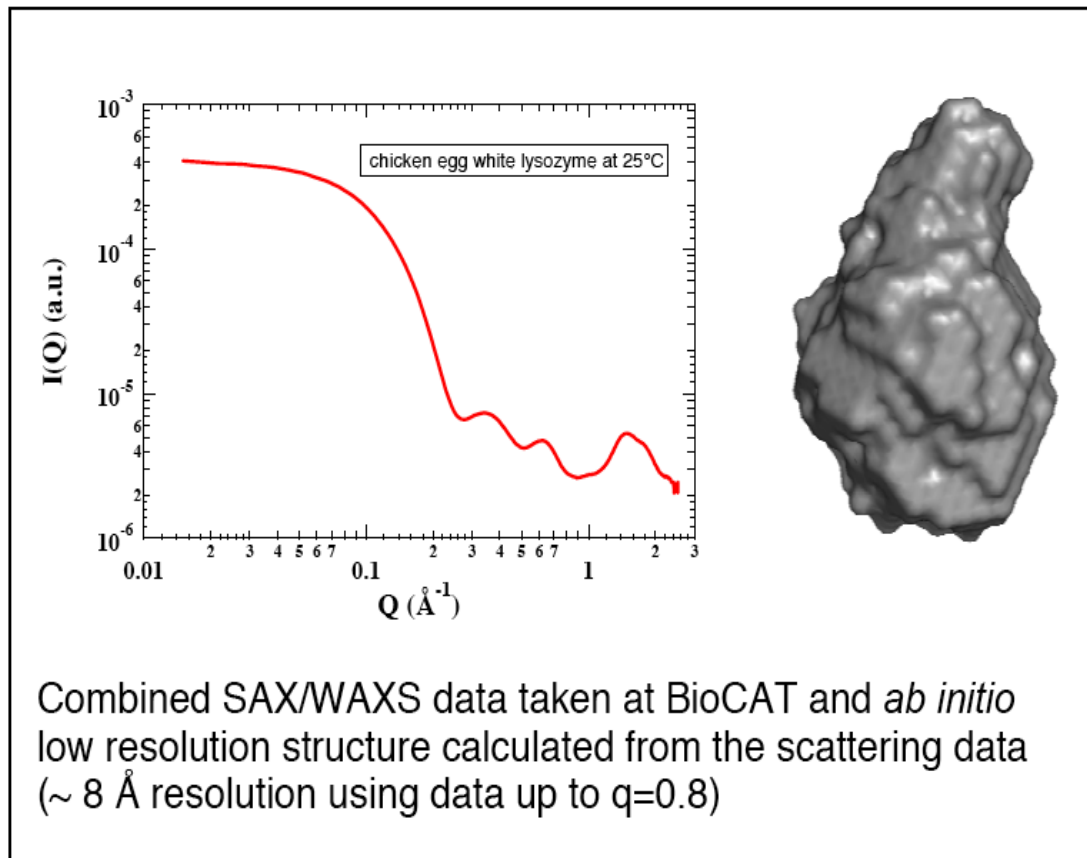 10⁻³
6
4
2
10⁻⁴
6
4
2
10⁻⁵
6
4
2
10⁻⁶
I(Q) (a.u.)
chicken egg white lysozyme at 25°C
2 3 4 5 6 7 2 3 4 5 6 7 2 3
0.01 0.1 1
Q (Å⁻¹)
Combined SAX/WAXS data taken at BioCAT and ab initio
low resolution structure calculated from the scattering data
(~ 8 Å resolution using data up to q=0.8)